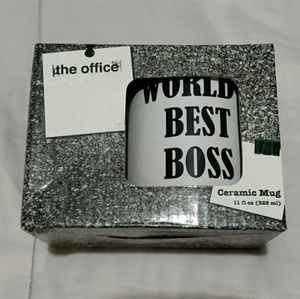 the office
WORLD'S
BEST
BOSS
Ceramic Mug
11 fl oz (325 ml)